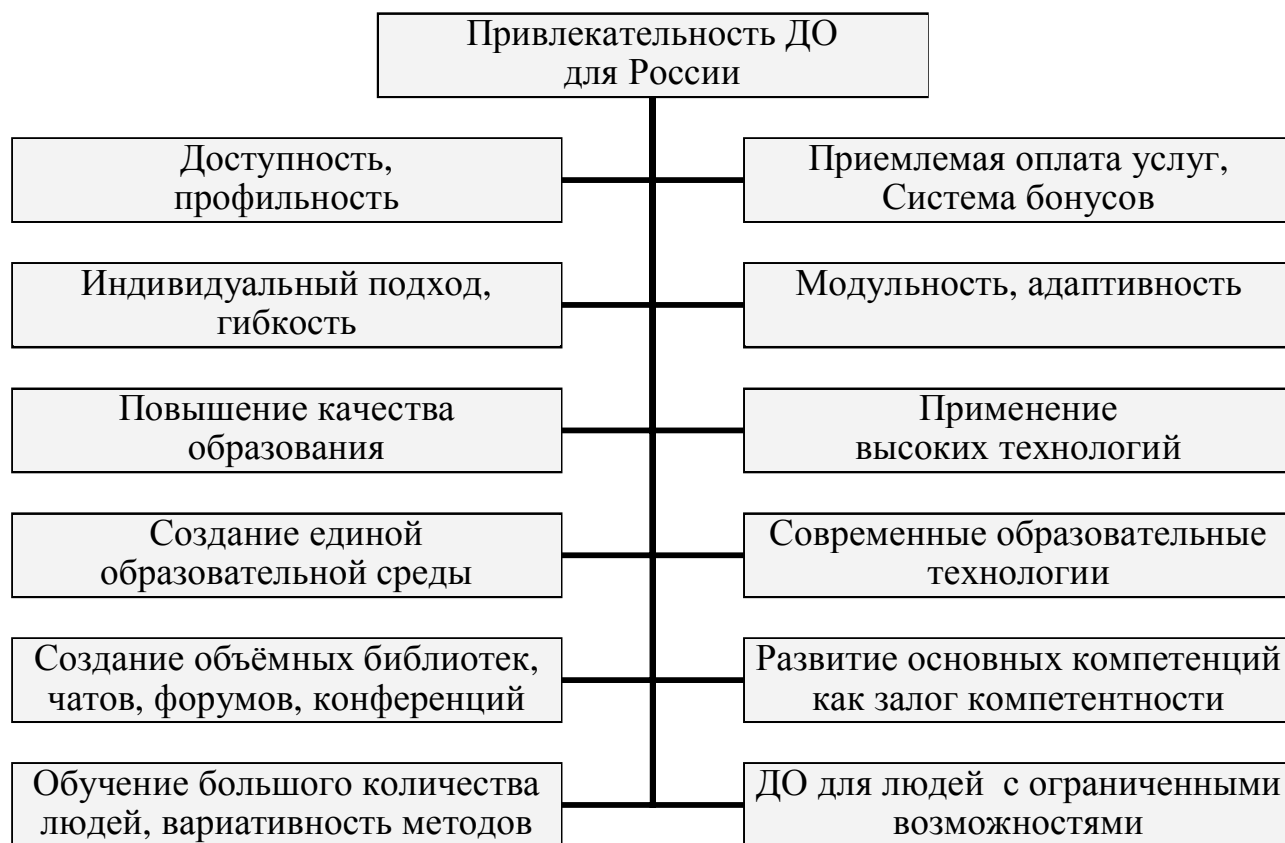 Привлекательность ДО
для России
Доступность,
профильность
Приемлемая оплата услуг,
Система бонусов
Индивидуальный подход,
гибкость
Модульность, адаптивность
Повышение качества
образования
Применение
высоких технологий
Создание единой
образовательной среды
Современные образовательные
технологии
Создание объёмных библиотек,
чатов, форумов, конференций
Развитие основных компетенций
как залог компетентности
Обучение большого количества
людей, вариативность методов
ДО для людей с ограниченными
возможностями